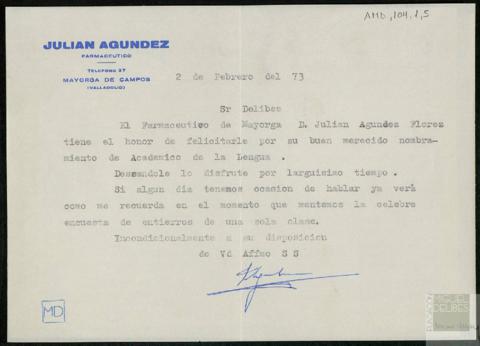 AMD,104,1,5
JULIAN AGUNDEZ
FARMACEUTICO
TELEFONO 37
MAYORGA DE CAMPOS
(VALLADOLID)
2 de Febrero del 73
Sr Delibes
El Farmaceutico de Mayorga D. Julian Agundez Florez
tiene el honor de felicitarle por su buen merecido nombra-
miento de Academico de la Lengua .
Deseandole lo disfrute por larguisimo tiempo .
Si algun dia tenemos ocasion de hablar ya verá
como me recuerda en el momento que mentemos la celebre
encuesta de entierros de una sola clase.
Incondicionalmente a su disposicion
de Vd Affmo S S
MD
FUNDACIÓN
MIGUEL
DELIBES